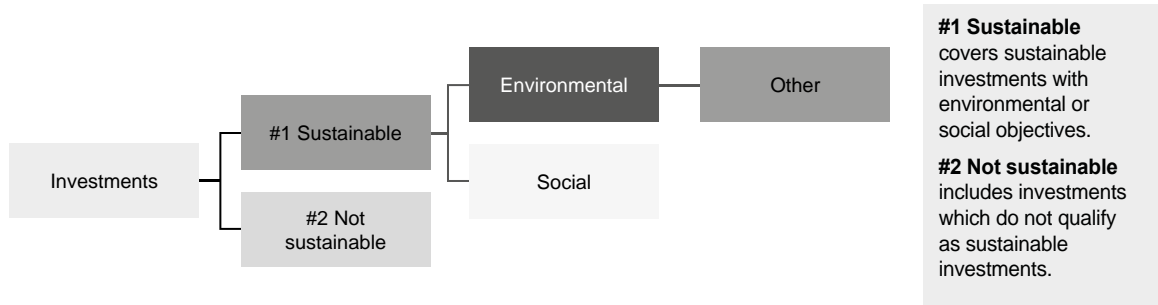 Investments
#1 Sustainable
#2 Not
sustainable
Environmental
Social
Other
#1 Sustainable
covers sustainable
investments with
environmental or
social objectives.
#2 Not sustainable
includes investments
which do not qualify
as sustainable
investments.